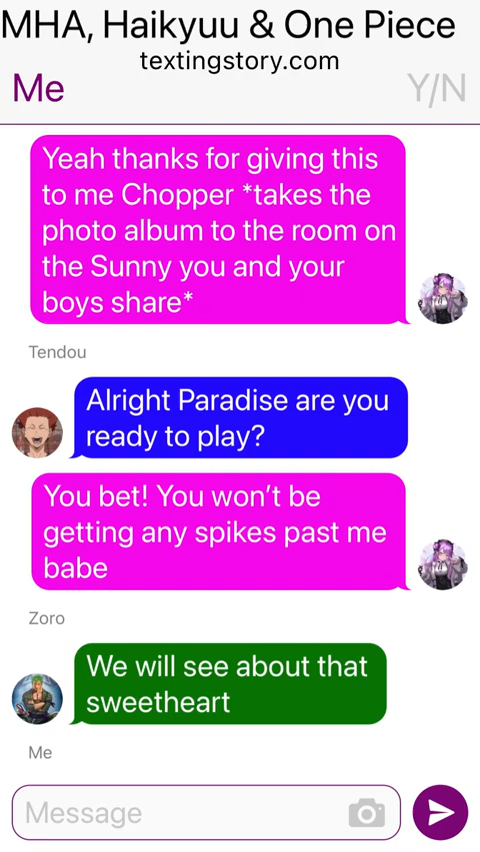 MHA, Haikyuu & One Piece
textingstory.com
Me
Y/N
Yeah thanks for giving this
to me Chopper *takes the
photo album to the room on
the Sunny you and your
boys share*
Tendou
Alright Paradise are you
ready to play?
You bet! You won’t be
getting any spikes past me
babe
Zoro
We will see about that
sweetheart
Me
Message